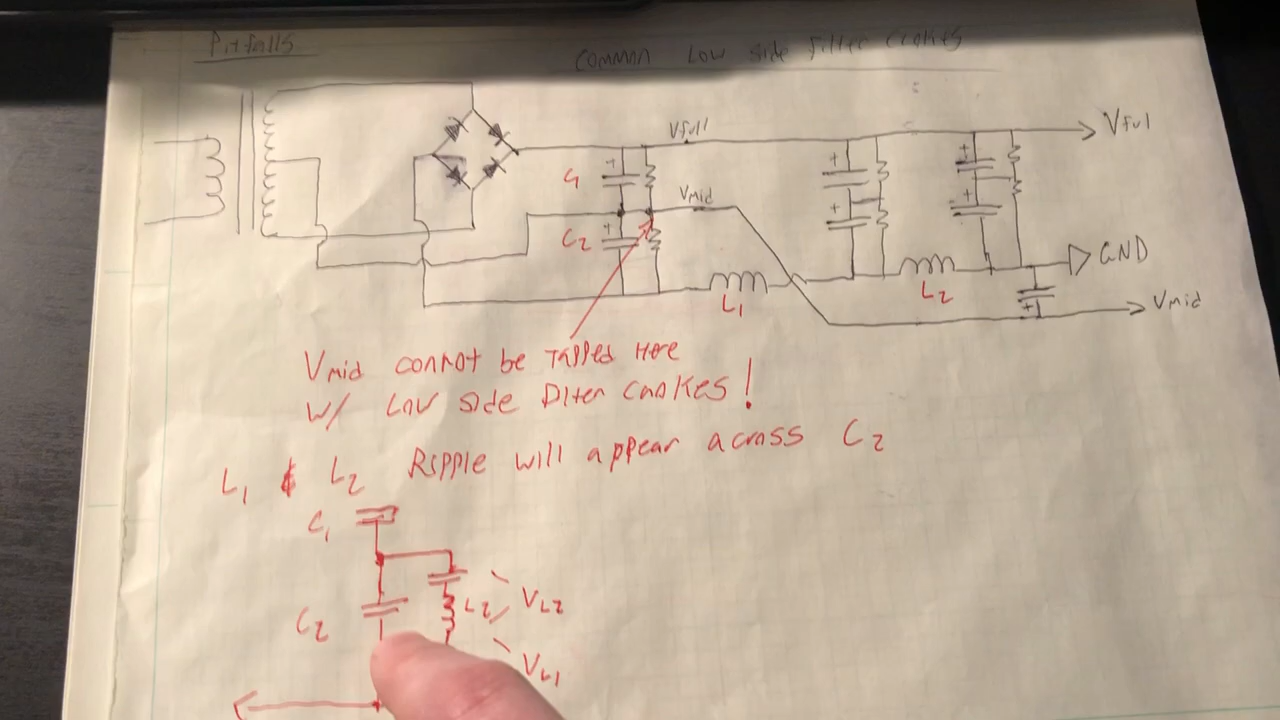 Pitfalls
COMMON LOW side filter CHOKES
Vfull
Vful
C1
Vmid
C2
GND
L1
L2
Vmid
Vmid cannot be TAPPED Here
W/ LOW side Filter CHOKES!
L1 & L2 Ripple will appear across C2
C1
C2
L2
VL2
VL1